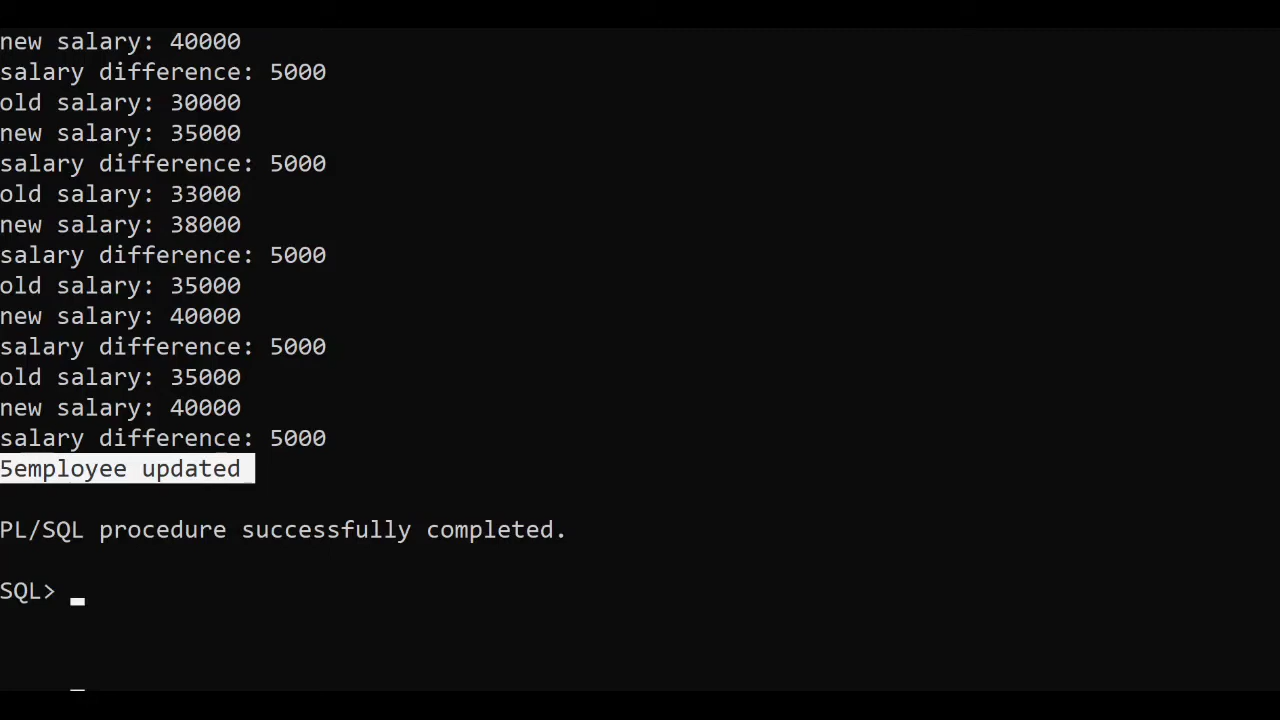 new salary: 40000
salary difference: 5000
old salary: 30000
new salary: 35000
salary difference: 5000
old salary: 33000
new salary: 38000
salary difference: 5000
old salary: 35000
new salary: 40000
salary difference: 5000
old salary: 35000
new salary: 40000
salary difference: 5000
5employee updated
PL/SQL procedure successfully completed.
SQL>